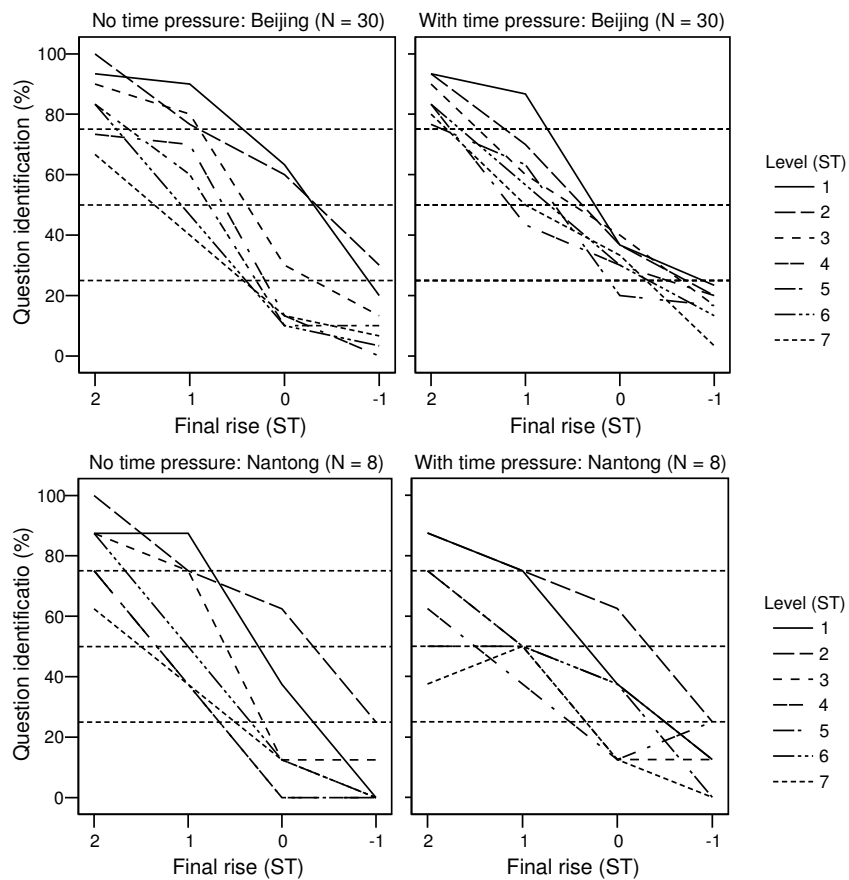 No time pressure: Beijing (N = 30)
With time pressure: Beijing (N = 30)
Question identification (%)
100
80
60
40
20
0
2 1 0 -1
2 1 0 -1
Final rise (ST)
Final rise (ST)
Level (ST)
1
2
3
4
5
6
7
No time pressure: Nantong (N = 8)
With time pressure: Nantong (N = 8)
Question identificatio (%)
100
80
60
40
20
0
2 1 0 -1
2 1 0 -1
Final rise (ST)
Final rise (ST)
Level (ST)
1
2
3
4
5
6
7